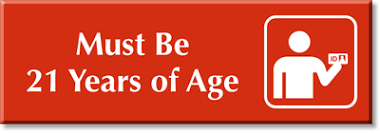 Must Be
21 Years of Age
ID